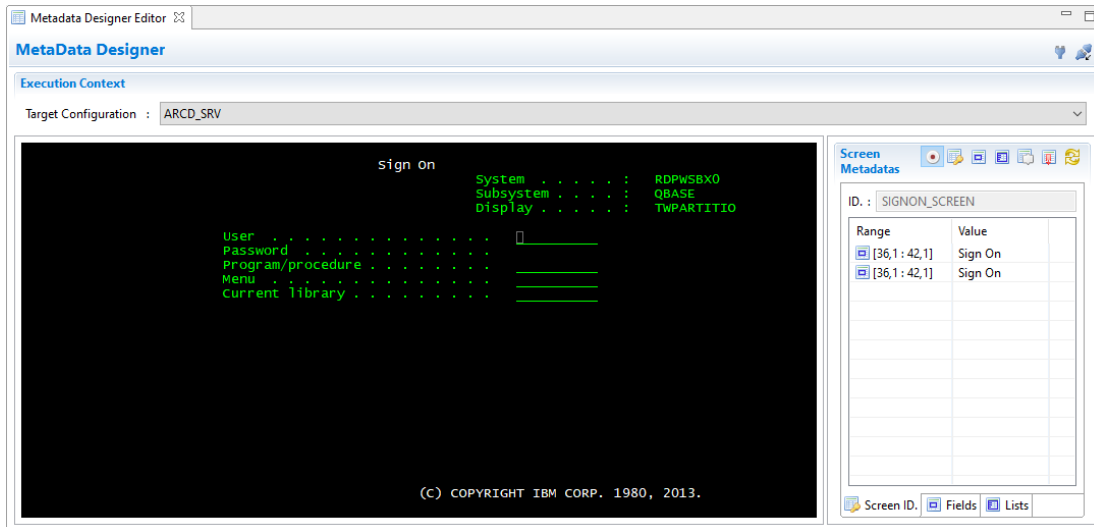 Metadata Designer Editor
MetaData Designer
Execution Context
Target Configuration : ARCD_SRV
Sign On
System . . . . . : RDPWSBX0
Subsystem . . . . : QBASE
Display . . . . . : TWPARTITIO
User . . . . . . . . . . . . . .
Password . . . . . . . . . . . .
Program/procedure . . . . . . . .
Menu . . . . . . . . . . . . . .
Current library . . . . . . . . .
(C) COPYRIGHT IBM CORP. 1980, 2013.
Screen
Metadatas
ID. : SIGNON_SCREEN
Range Value
[36,1 : 42,1] Sign On
[36,1 : 42,1] Sign On
Screen ID. Fields Lists